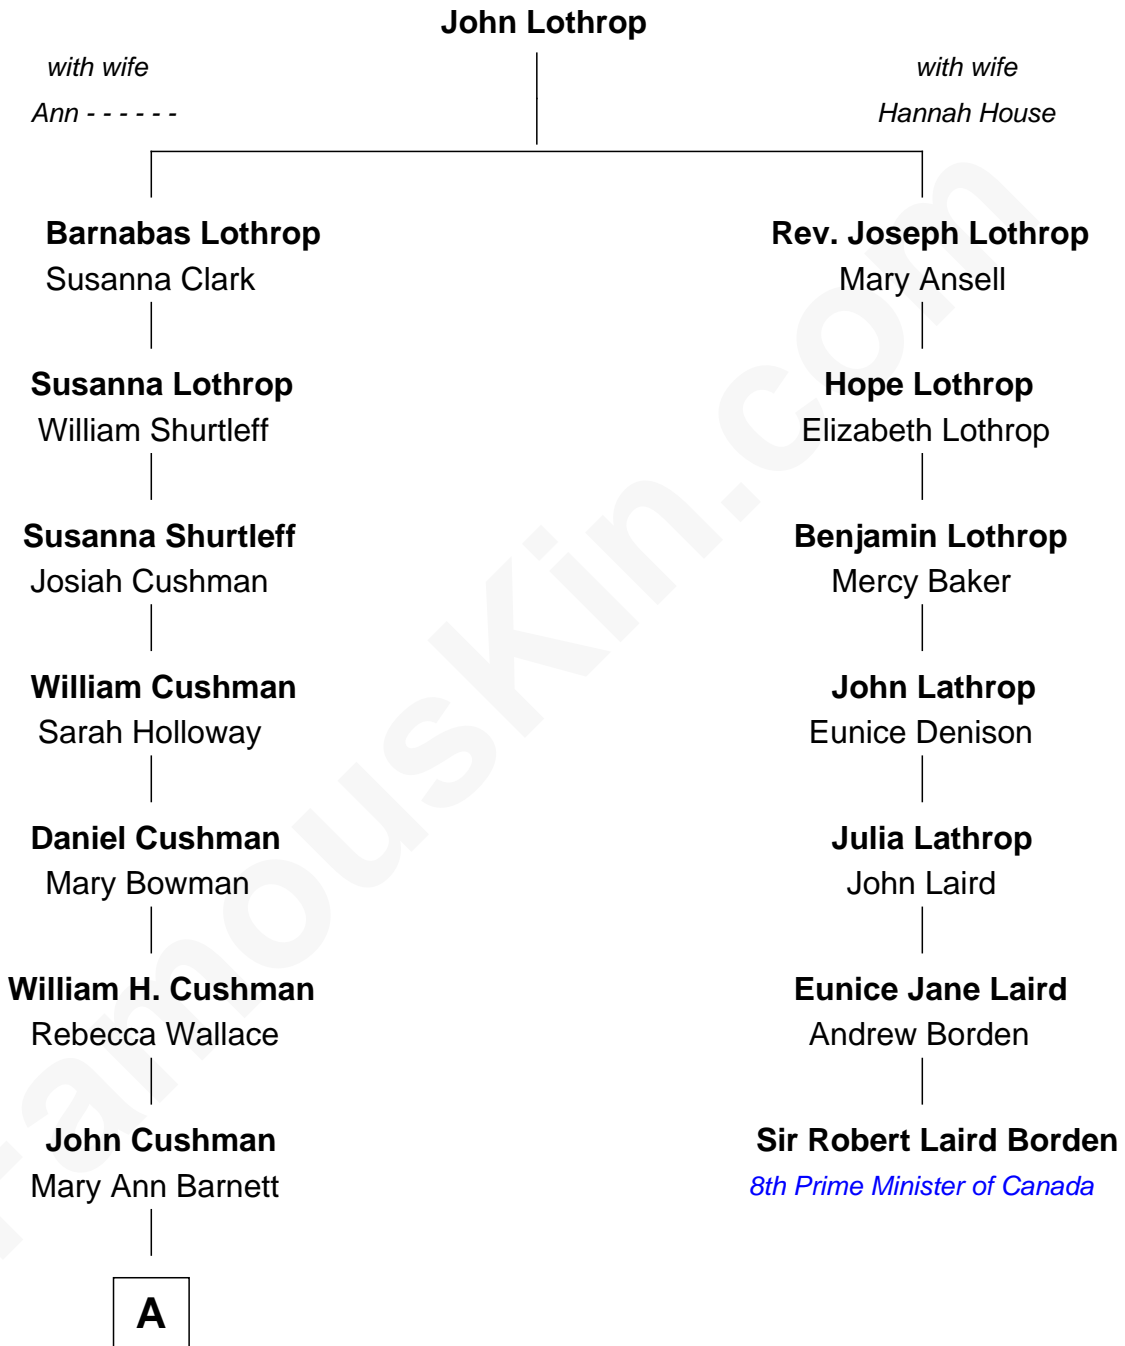 John Lothrop
with wife
Ann - - - - - -
with wife
Hannah House
Barnabas Lothrop
Susanna Clark
Rev. Joseph Lothrop
Mary Ansell
Susanna Lothrop
William Shurtleff
Hope Lothrop
Elizabeth Lothrop
Susanna Shurtleff
Josiah Cushman
Benjamin Lothrop
Mercy Baker
William Cushman
Sarah Holloway
John Lathrop
Eunice Denison
Daniel Cushman
Mary Bowman
Julia Lathrop
John Laird
William H. Cushman
Rebecca Wallace
Eunice Jane Laird
Andrew Borden
John Cushman
Mary Ann Barnett
Sir Robert Laird Borden
8th Prime Minister of Canada
A
FamousKin.com